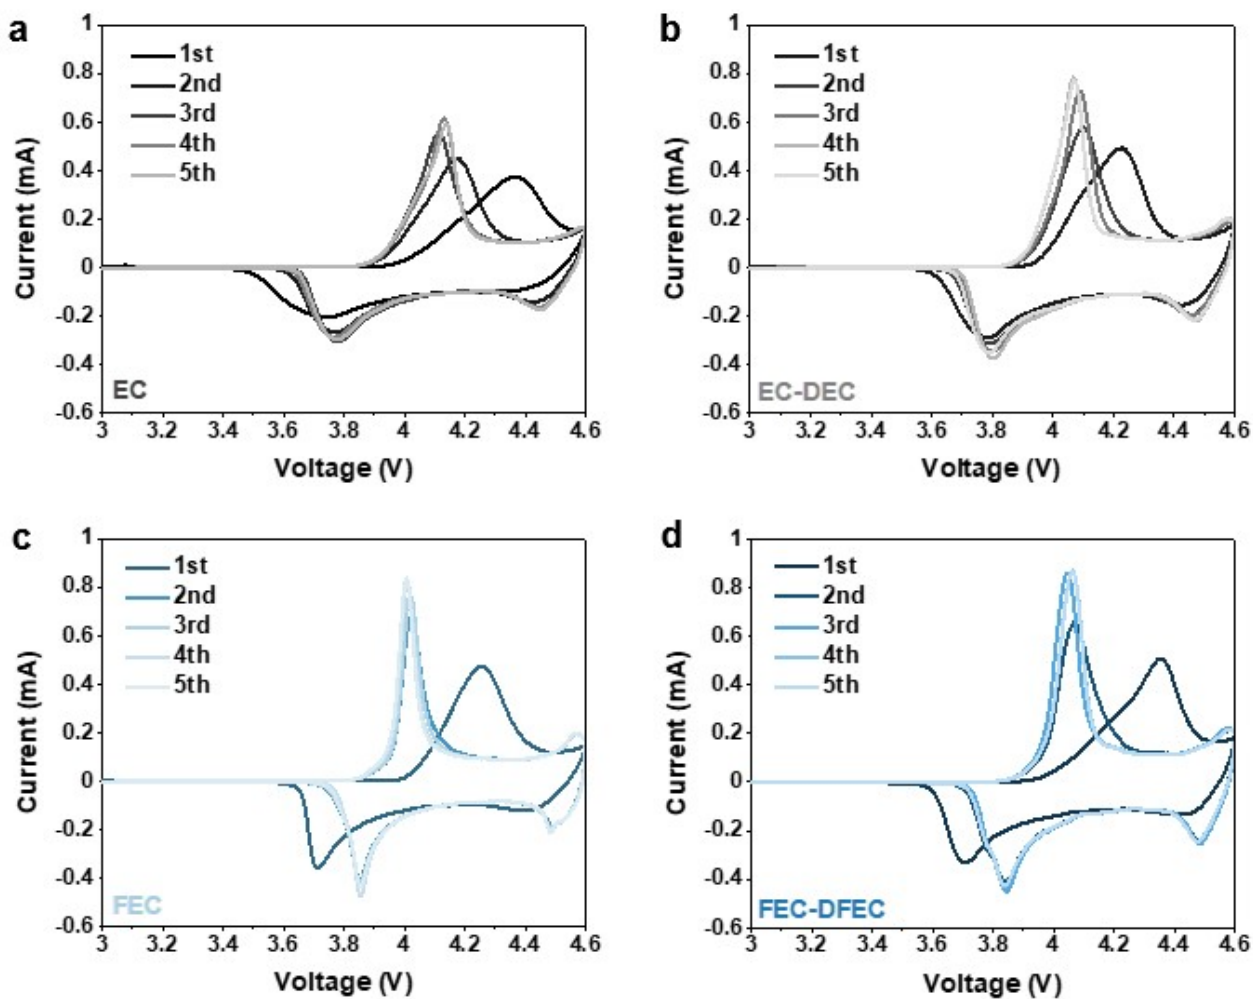 a
1
0.8
0.6
0.4
0.2
0
-0.2
-0.4
-0.6
Current (mA)
1st
2nd
3rd
4th
5th
EC
3 3.2 3.4 3.6 3.8 4 4.2 4.4 4.6
Voltage (V)
b
1
0.8
0.6
0.4
0.2
0
-0.2
-0.4
-0.6
Current (mA)
1st
2nd
3rd
4th
5th
EC-DEC
3 3.2 3.4 3.6 3.8 4 4.2 4.4 4.6
Voltage (V)
c
1
0.8
0.6
0.4
0.2
0
-0.2
-0.4
-0.6
Current (mA)
1st
2nd
3rd
4th
5th
FEC
3 3.2 3.4 3.6 3.8 4 4.2 4.4 4.6
Voltage (V)
d
1
0.8
0.6
0.4
0.2
0
-0.2
-0.4
-0.6
Current (mA)
1st
2nd
3rd
4th
5th
FEC-DFEC
3 3.2 3.4 3.6 3.8 4 4.2 4.4 4.6
Voltage (V)